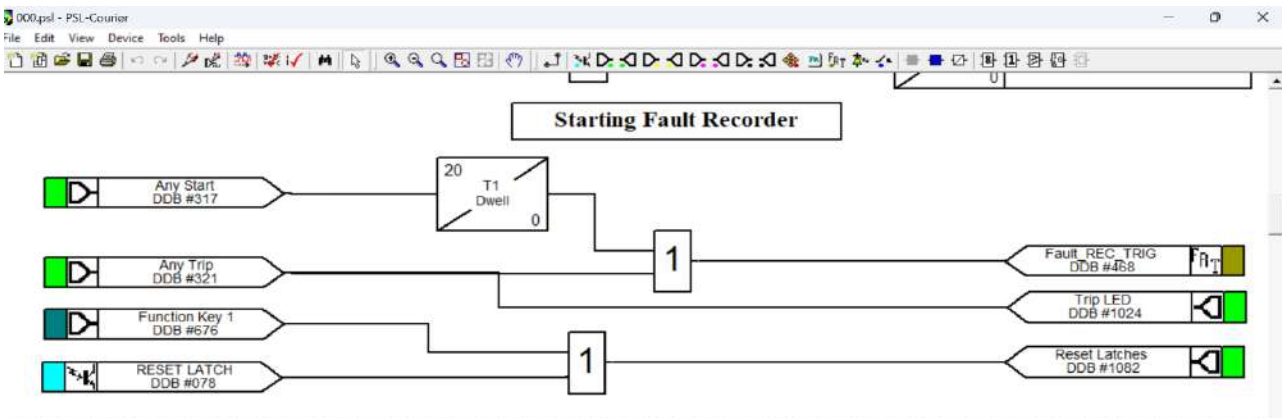 000.psl - PSL-Courier
File Edit View Device Tools Help
0
Starting Fault Recorder
Any Start
DDB #317
20
T1
Dwell
0
1
Any Trip
DDB #321
Fault_REC_TRIG
DDB #468
FRT
Trip LED
DDB #1024
Function Key 1
DDB #676
1
RESET LATCH
DDB #078
Reset Latches
DDB #1082